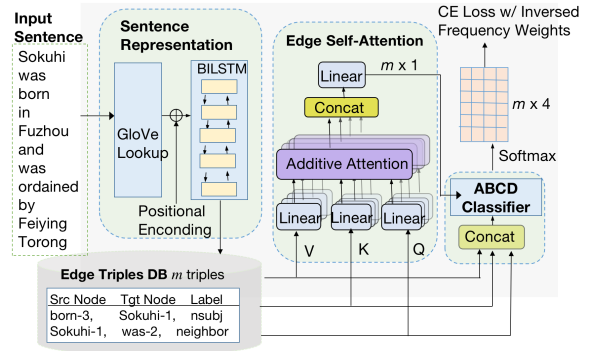 Input
Sentence
Sokuhi
was
born
in
Fuzhou
and
was
ordained
by
Feiying
Torong
Sentence
Representation
GloVe
Lookup
BILSTM
Positional
Enconding
Edge Self-Attention
Linear
m x 1
Concat
Additive Attention
Linear
Linear
Linear
V
K
Q
CE Loss w/ Inversed
Frequency Weights
m x 4
Softmax
ABCD
Classifier
Concat
Edge Triples DB m triples
Src Node Tgt Node Label
born-3, Sokuhi-1, nsubj
Sokuhi-1, was-2, neighbor